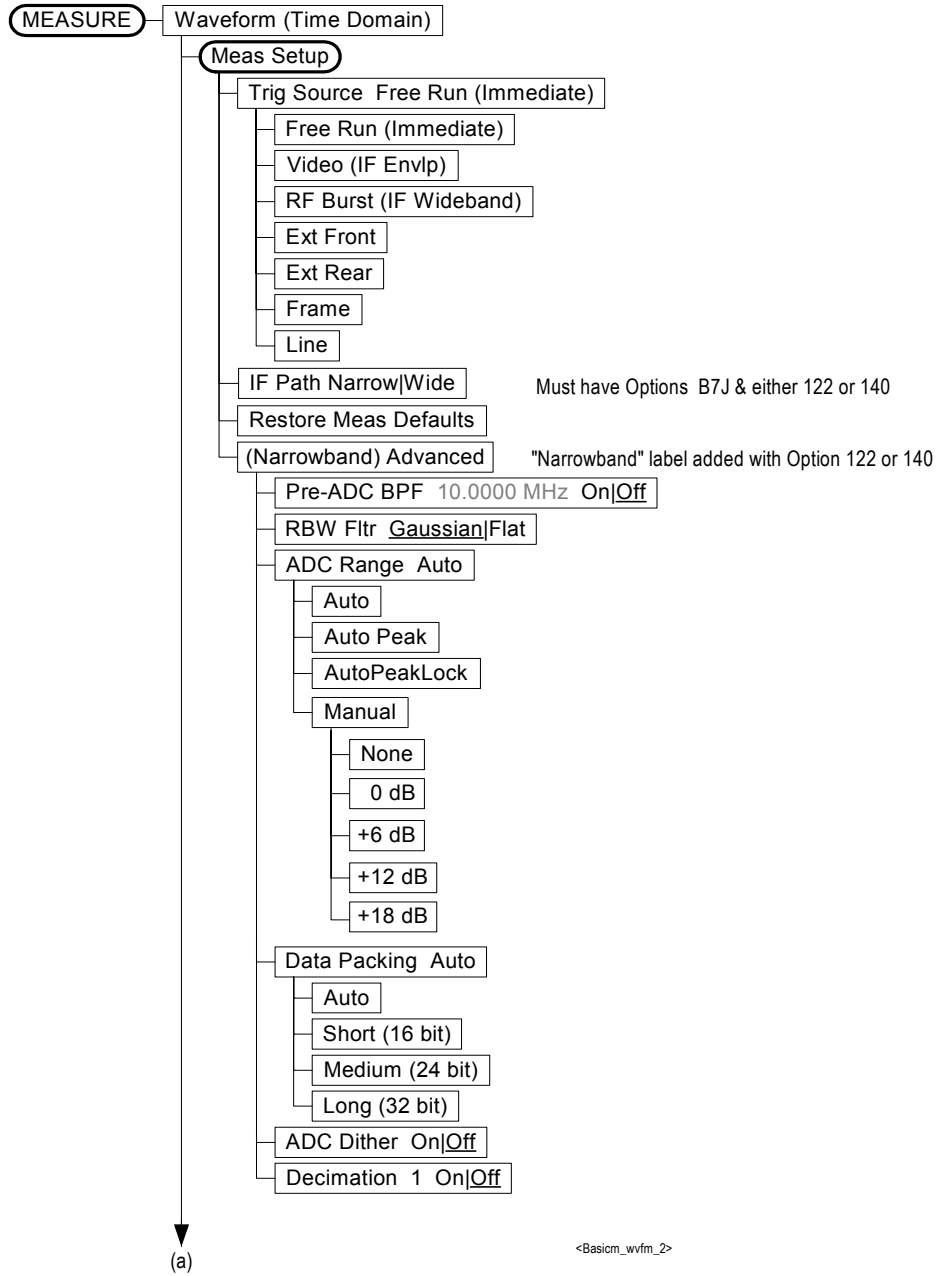 MEASURE Waveform (Time Domain)
Meas Setup
Trig Source Free Run (Immediate)
Free Run (Immediate)
Video (IF Envlp)
RF Burst (IF Wideband)
Ext Front
Ext Rear
Frame
Line
IF Path Narrow|Wide Must have Options B7J & either 122 or 140
Restore Meas Defaults
(Narrowband) Advanced "Narrowband" label added with Option 122 or 140
Pre-ADC BPF 10.0000 MHz On|Off
RBW Fltr Gaussian|Flat
ADC Range Auto
Auto
Auto Peak
AutoPeakLock
Manual
None
0 dB
+6 dB
+12 dB
+18 dB
Data Packing Auto
Auto
Short (16 bit)
Medium (24 bit)
Long (32 bit)
ADC Dither On|Off
Decimation 1 On|Off
(a) <Basicm_wvfm_2>